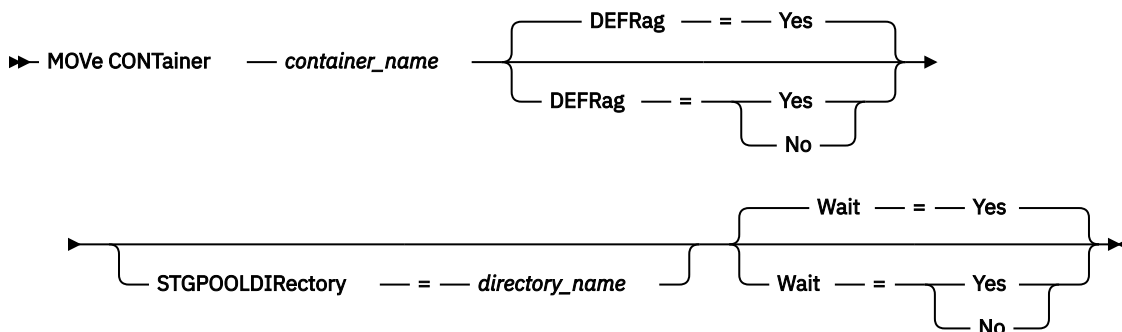 DEFRag = Yes
MOVe CONTainer container_name
DEFRag = Yes
No
Wait = Yes
STGPOOLDIRectory = directory_name
Wait = Yes
No